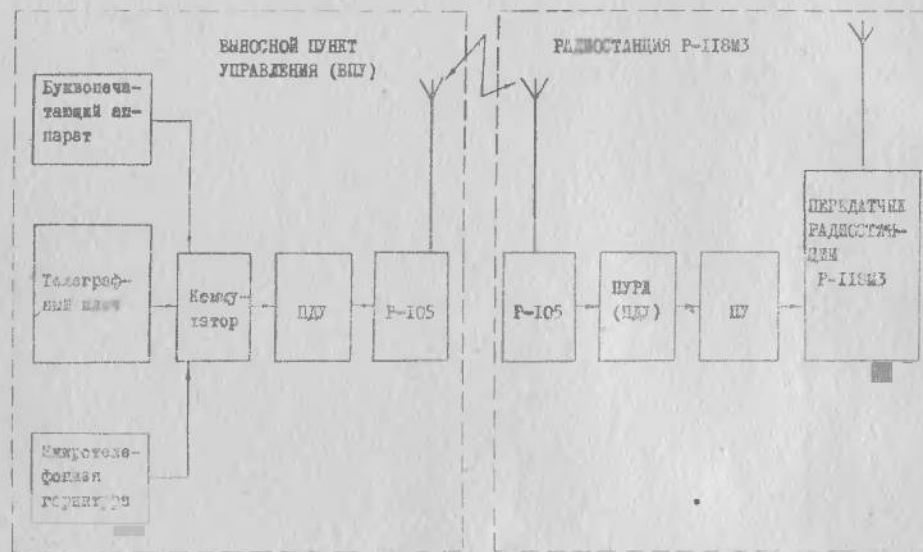 ВЫНОСНОЙ ПУНКТ
УПРАВЛЕНИЯ (ВПУ)
РАДИОСТАНЦИЯ Р-118М3
Буквопеча-
тающий ап-
парат
Телеграф-
ный ключ
Микротеле-
фонная
гарнитура
Комму-
татор
ПДУ
Р-105
Р-105
ПУРД
(ПДУ)
ПУ
ПЕРЕДАТЧИК
РАДИОСТАН-
ЦИИ
Р-118М3